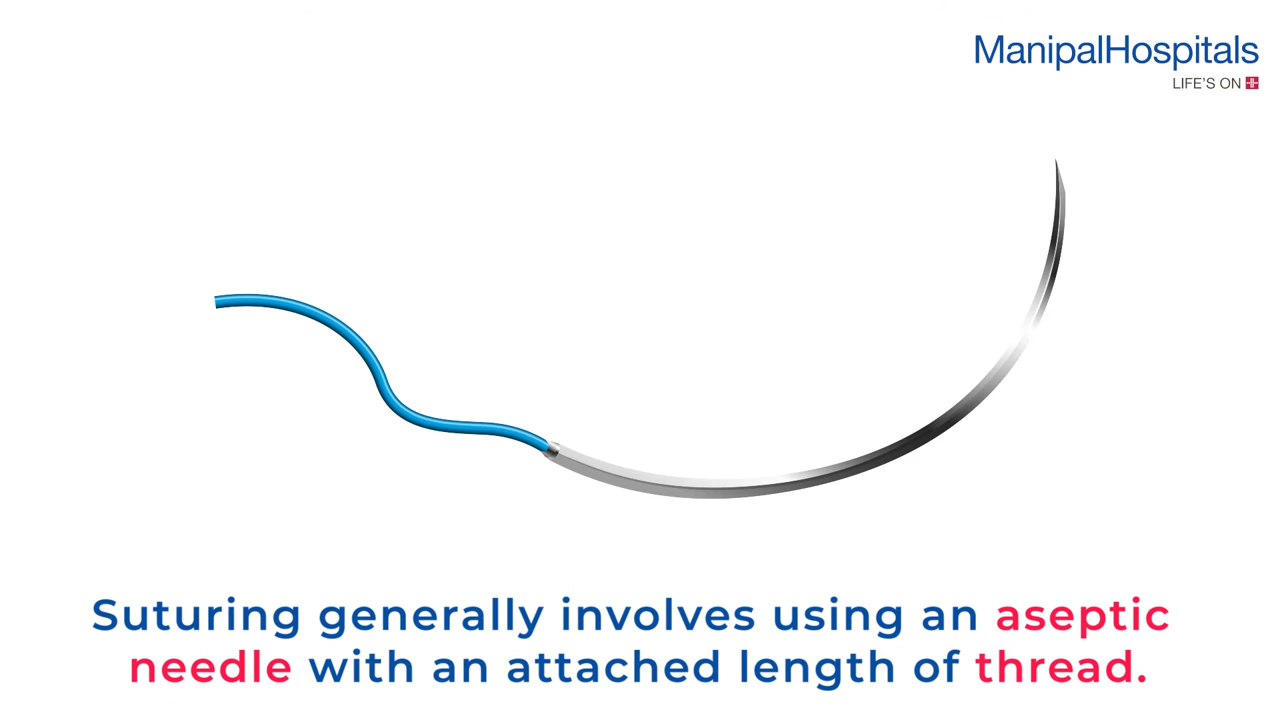 ManipalHospitals
LIFE'S ON
Suturing generally involves using an aseptic
needle with an attached length of thread.